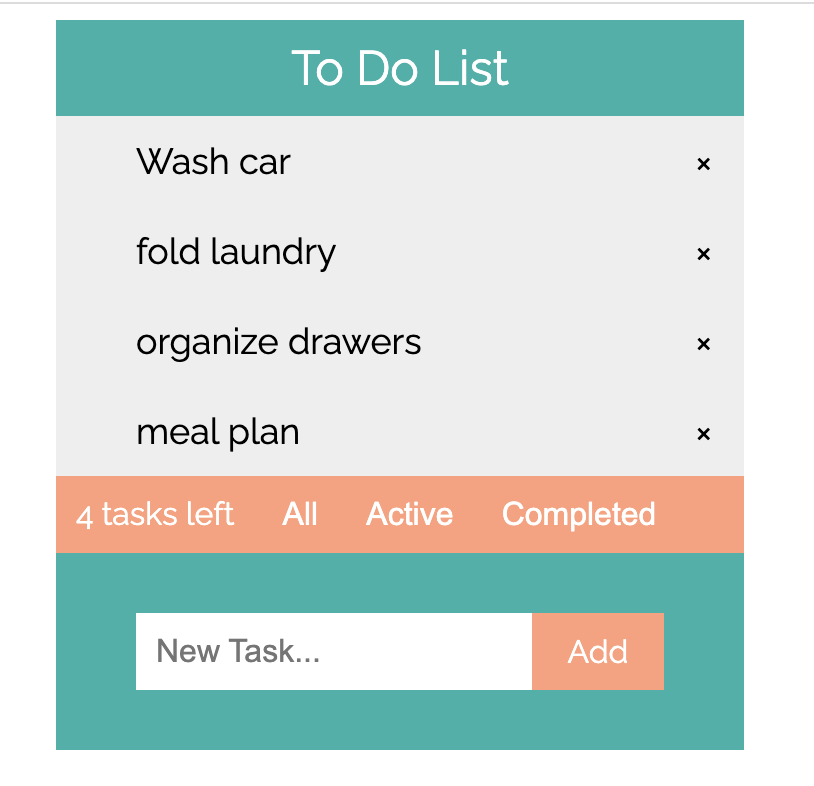 To Do List
Wash car ×
fold laundry ×
organize drawers ×
meal plan ×
4 tasks left All Active Completed
New Task... Add